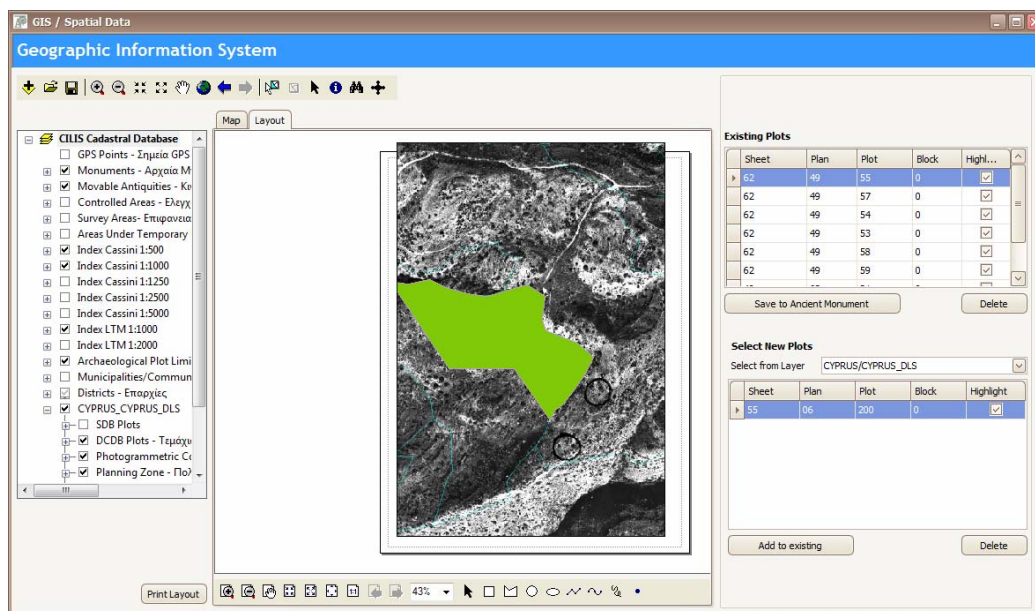 GIS / Spatial Data
Geographic Information System
Map
Layout
CILIS Cadastral Database
GPS Points - Σημεία GPS
Monuments - Αρχαία Μν
Movable Antiquities - Κιν
Controlled Areas - Ελεγχ
Survey Areas- Επιφανεια
Areas Under Temporary
Index Cassini 1:500
Index Cassini 1:1000
Index Cassini 1:1250
Index Cassini 1:2500
Index Cassini 1:5000
Index LTM 1:1000
Index LTM 1:2000
Archaeological Plot Limi
Municipalities/Commun
Districts - Επαρχίες
CYPRUS_CYPRUS_DLS
SDB Plots
DCDB Plots - Τεμάχι
Photogrammetric Co
Planning Zone - Πολ
Print Layout
1:1
43%
Existing Plots
Sheet Plan Plot Block Highl...
62 49 55 0
62 49 57 0
62 49 54 0
62 49 53 0
62 49 58 0
62 49 59 0
Save to Ancient Monument
Delete
Select New Plots
Select from Layer
CYPRUS/CYPRUS_DLS
Sheet Plan Plot Block Highlight
55 06 200 0
Add to existing
Delete